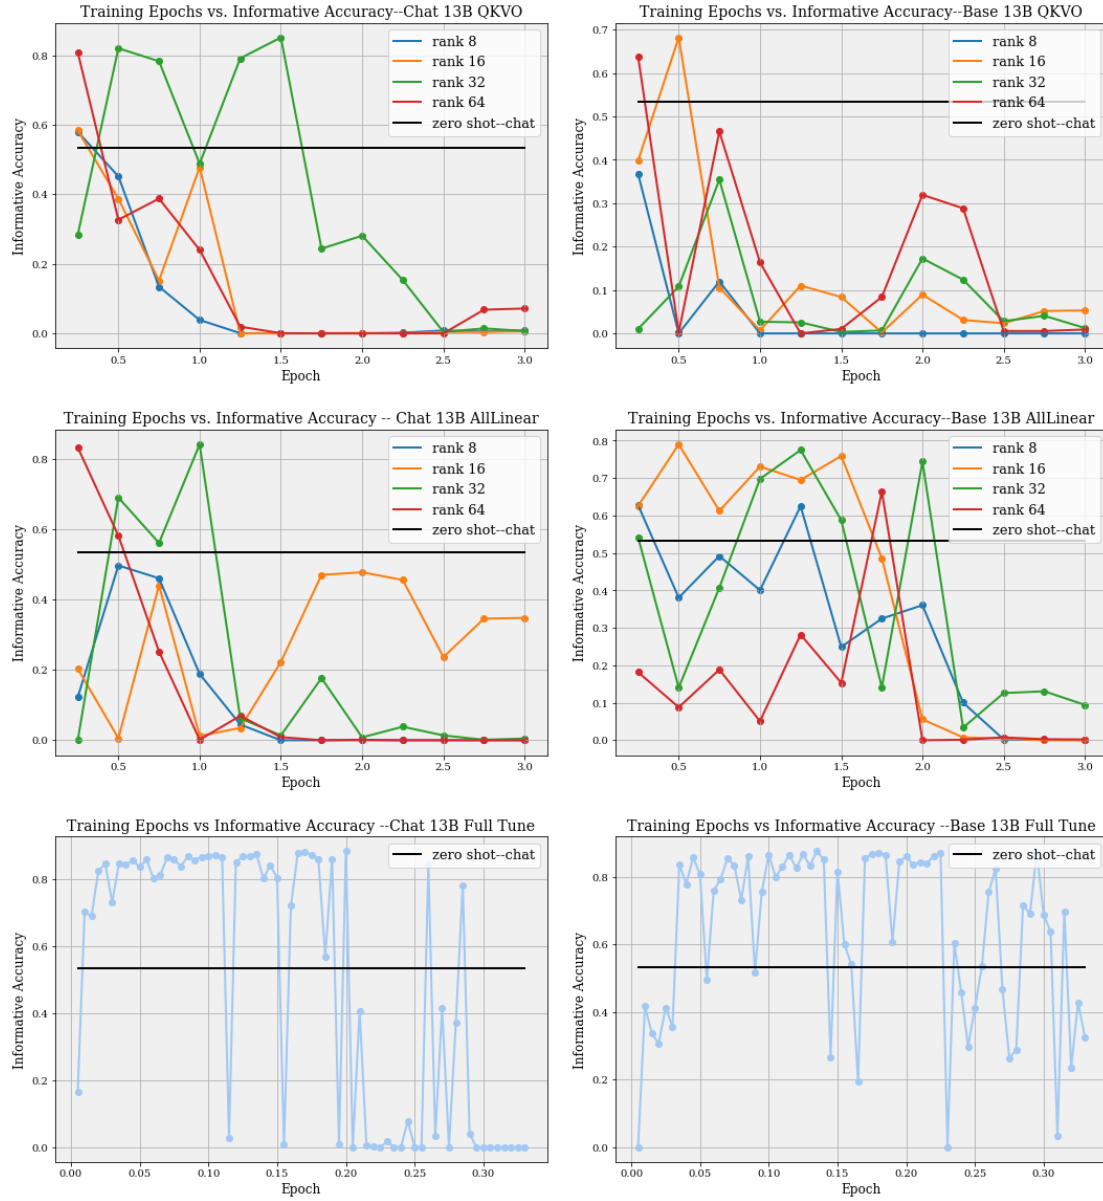 Training Epochs vs. Informative Accuracy--Chat 13B QKVO
0.8
0.6
0.4
0.2
0.0
Informative Accuracy
rank 8
rank 16
rank 32
rank 64
zero shot--chat
0.5 1.0 1.5 2.0 2.5 3.0
Epoch
Training Epochs vs. Informative Accuracy--Base 13B QKVO
0.7
0.6
0.5
0.4
0.3
0.2
0.1
0.0
Informative Accuracy
rank 8
rank 16
rank 32
rank 64
zero shot--chat
0.5 1.0 1.5 2.0 2.5 3.0
Epoch
Training Epochs vs. Informative Accuracy -- Chat 13B AllLinear
0.8
0.6
0.4
0.2
0.0
Informative Accuracy
rank 8
rank 16
rank 32
rank 64
zero shot--chat
0.5 1.0 1.5 2.0 2.5 3.0
Epoch
Training Epochs vs. Informative Accuracy--Base 13B AllLinear
0.8
0.7
0.6
0.5
0.4
0.3
0.2
0.1
0.0
Informative Accuracy
rank 8
rank 16
rank 32
rank 64
zero shot--chat
0.5 1.0 1.5 2.0 2.5 3.0
Epoch
Training Epochs vs Informative Accuracy --Chat 13B Full Tune
0.8
0.6
0.4
0.2
0.0
Informative Accuracy
zero shot--chat
0.00 0.05 0.10 0.15 0.20 0.25 0.30
Epoch
Training Epochs vs Informative Accuracy --Base 13B Full Tune
0.8
0.6
0.4
0.2
0.0
Informative Accuracy
zero shot--chat
0.00 0.05 0.10 0.15 0.20 0.25 0.30
Epoch